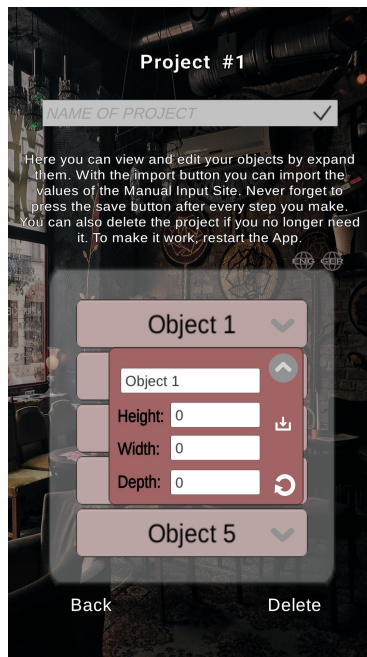 Project #1
NAME OF PROJECT
Here you can view and edit your objects by expand
them. With the import button you can import the
values of the Manual Input Site. Never forget to
press the save button after every step you make.
You can also delete the project if you no longer need
it. To make it work, restart the App.
ENG GER
Object 1
Object 1
Height: 0
Width: 0
Depth: 0
Object 5
Back Delete